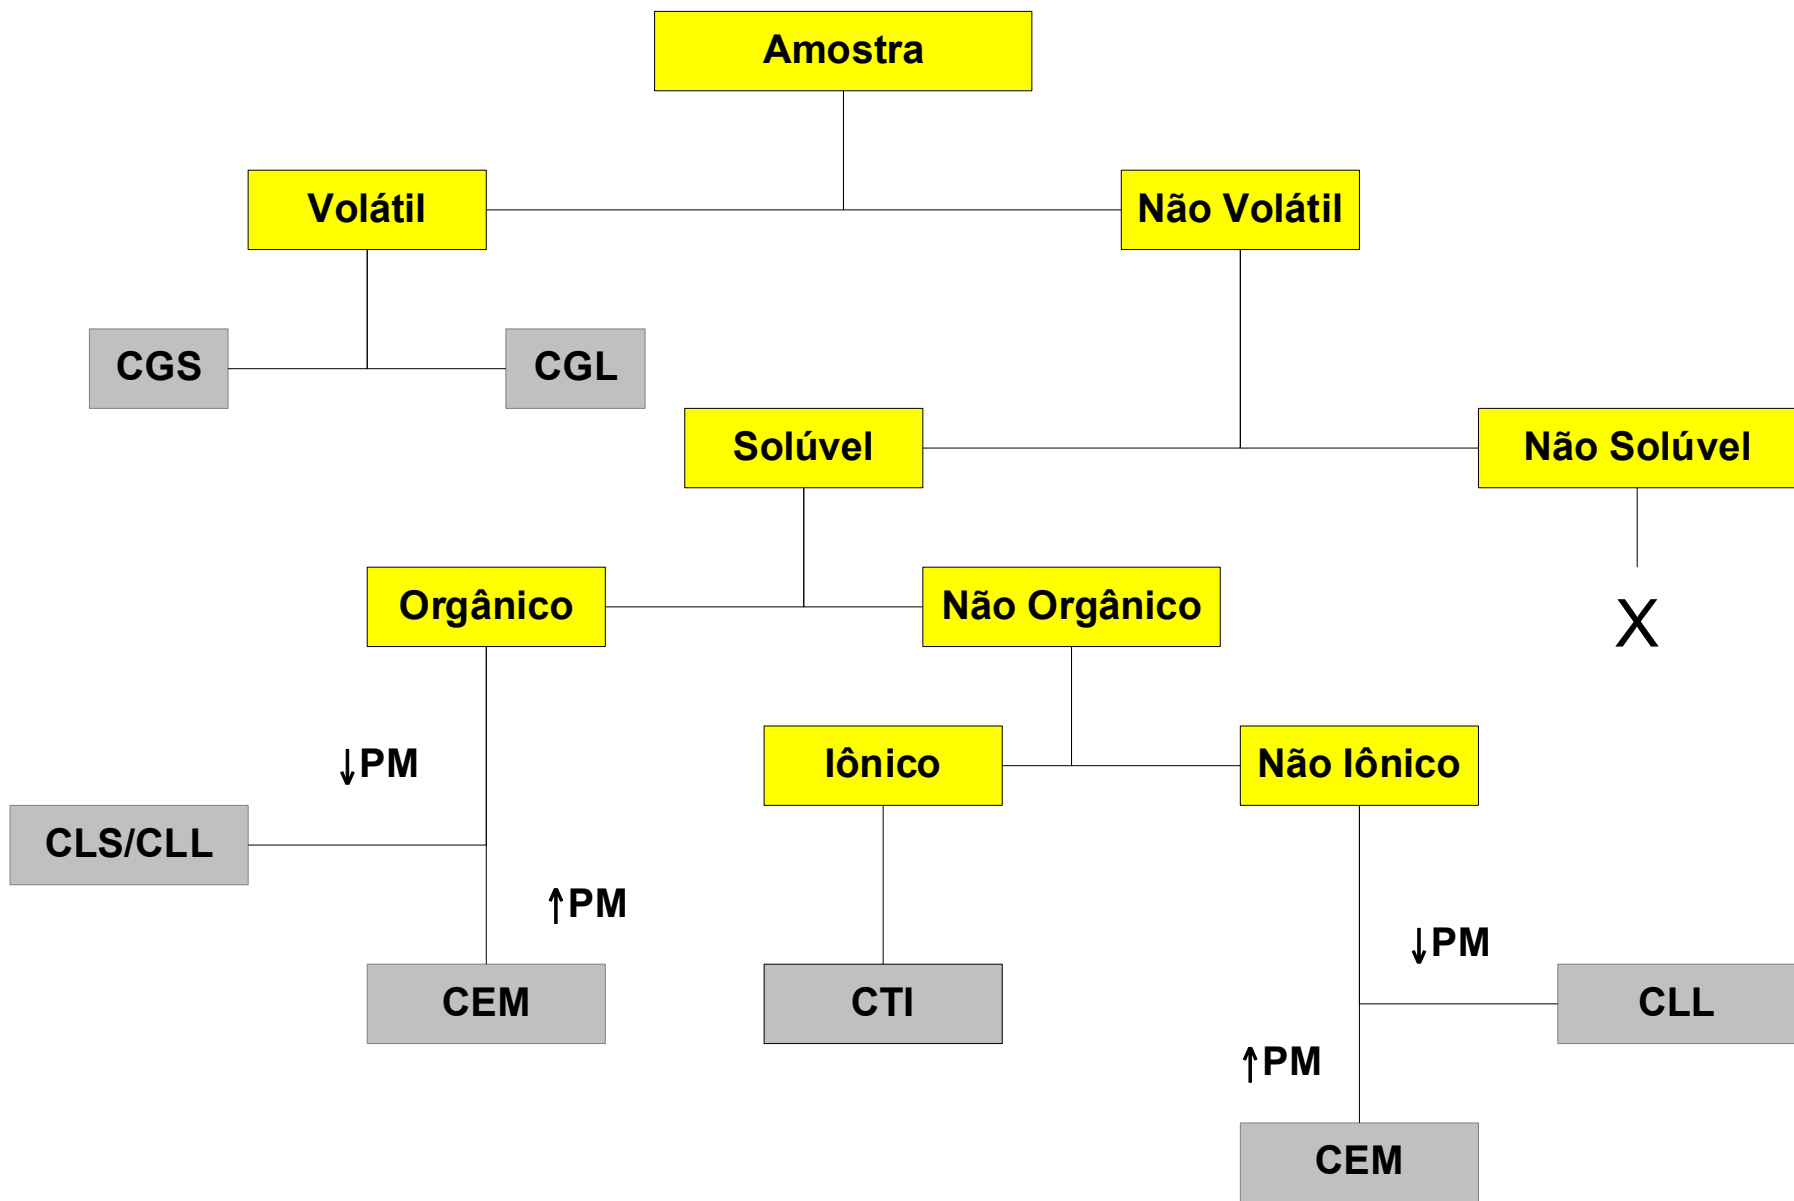 Amostra
Volátil
Não Volátil
CGS
CGL
Solúvel
Não Solúvel
Orgânico
Não Orgânico
X
↓PM
Iônico
Não Iônico
CLS/CLL
↑PM
↓PM
CEM
CTI
CLL
↑PM
CEM